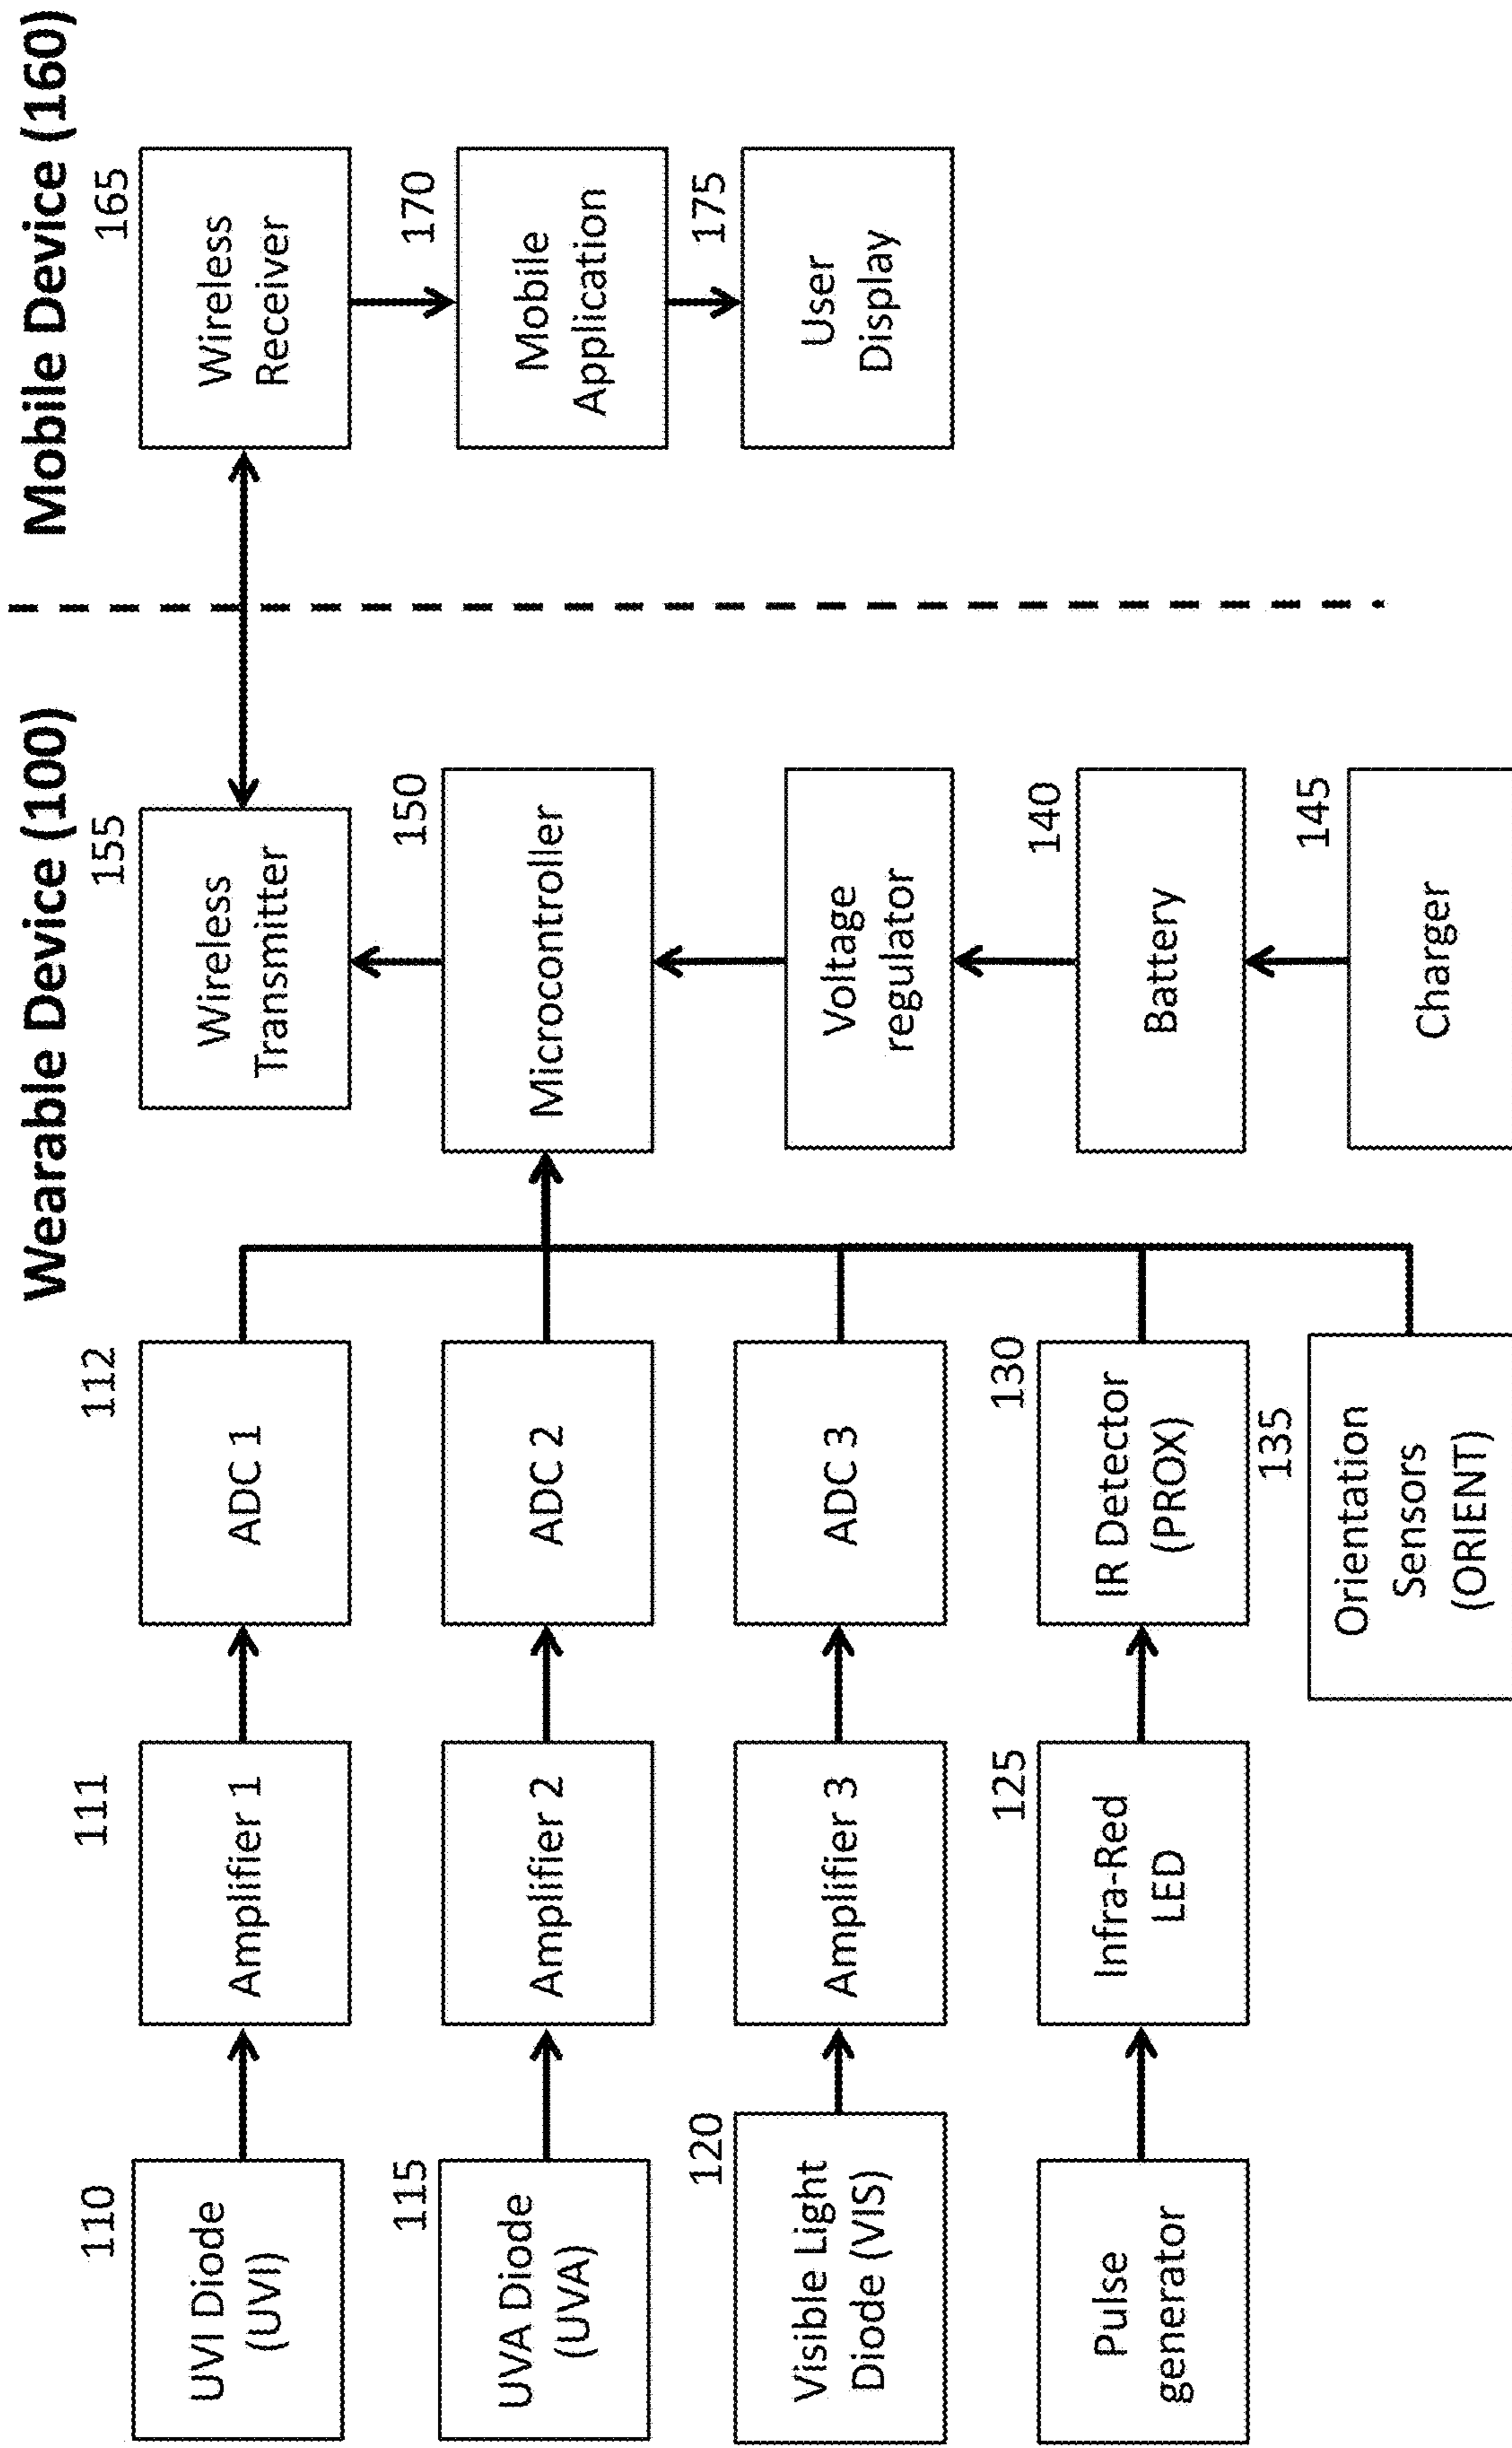 Wearable Device (100)
Mobile Device (160)
110
UVI Diode
(UVI)
111
Amplifier 1
112
ADC 1
155
Wireless
Transmitter
165
Wireless
Receiver
115
UVA Diode
(UVA)
Amplifier 2
ADC 2
150
Microcontroller
170
Mobile
Application
120
Visible Light
Diode (VIS)
Amplifier 3
ADC 3
Voltage
regulator
175
User
Display
Pulse
generator
125
Infra-Red
LED
130
IR Detector
(PROX)
140
Battery
135
Orientation
Sensors
(ORIENT)
145
Charger